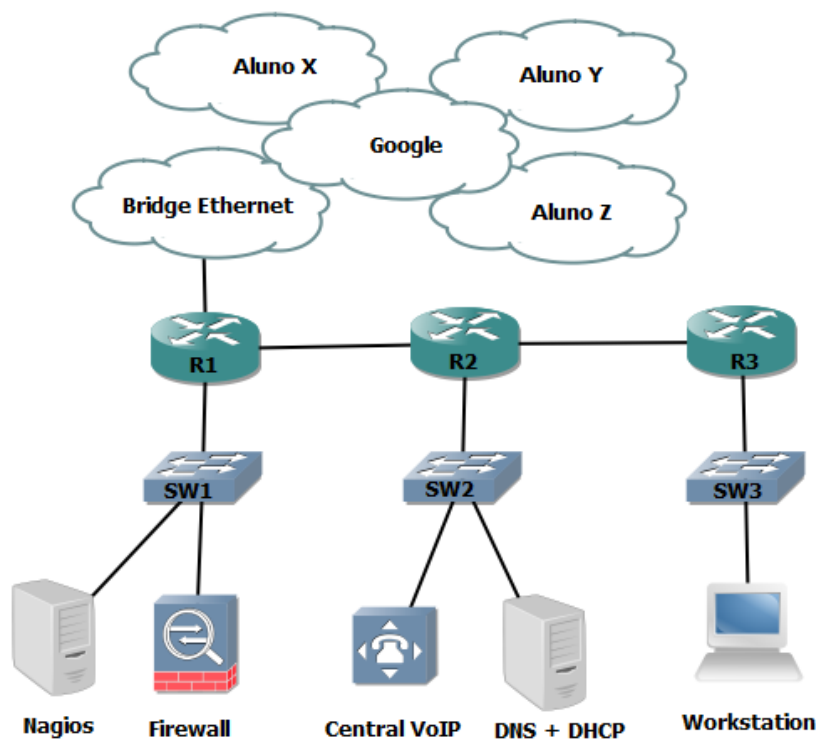 Aluno X
Aluno Y
Google
Bridge Ethernet
Aluno Z
R1
R2
R3
SW1
SW2
SW3
Nagios
Firewall
Central VoIP
DNS + DHCP
Workstation